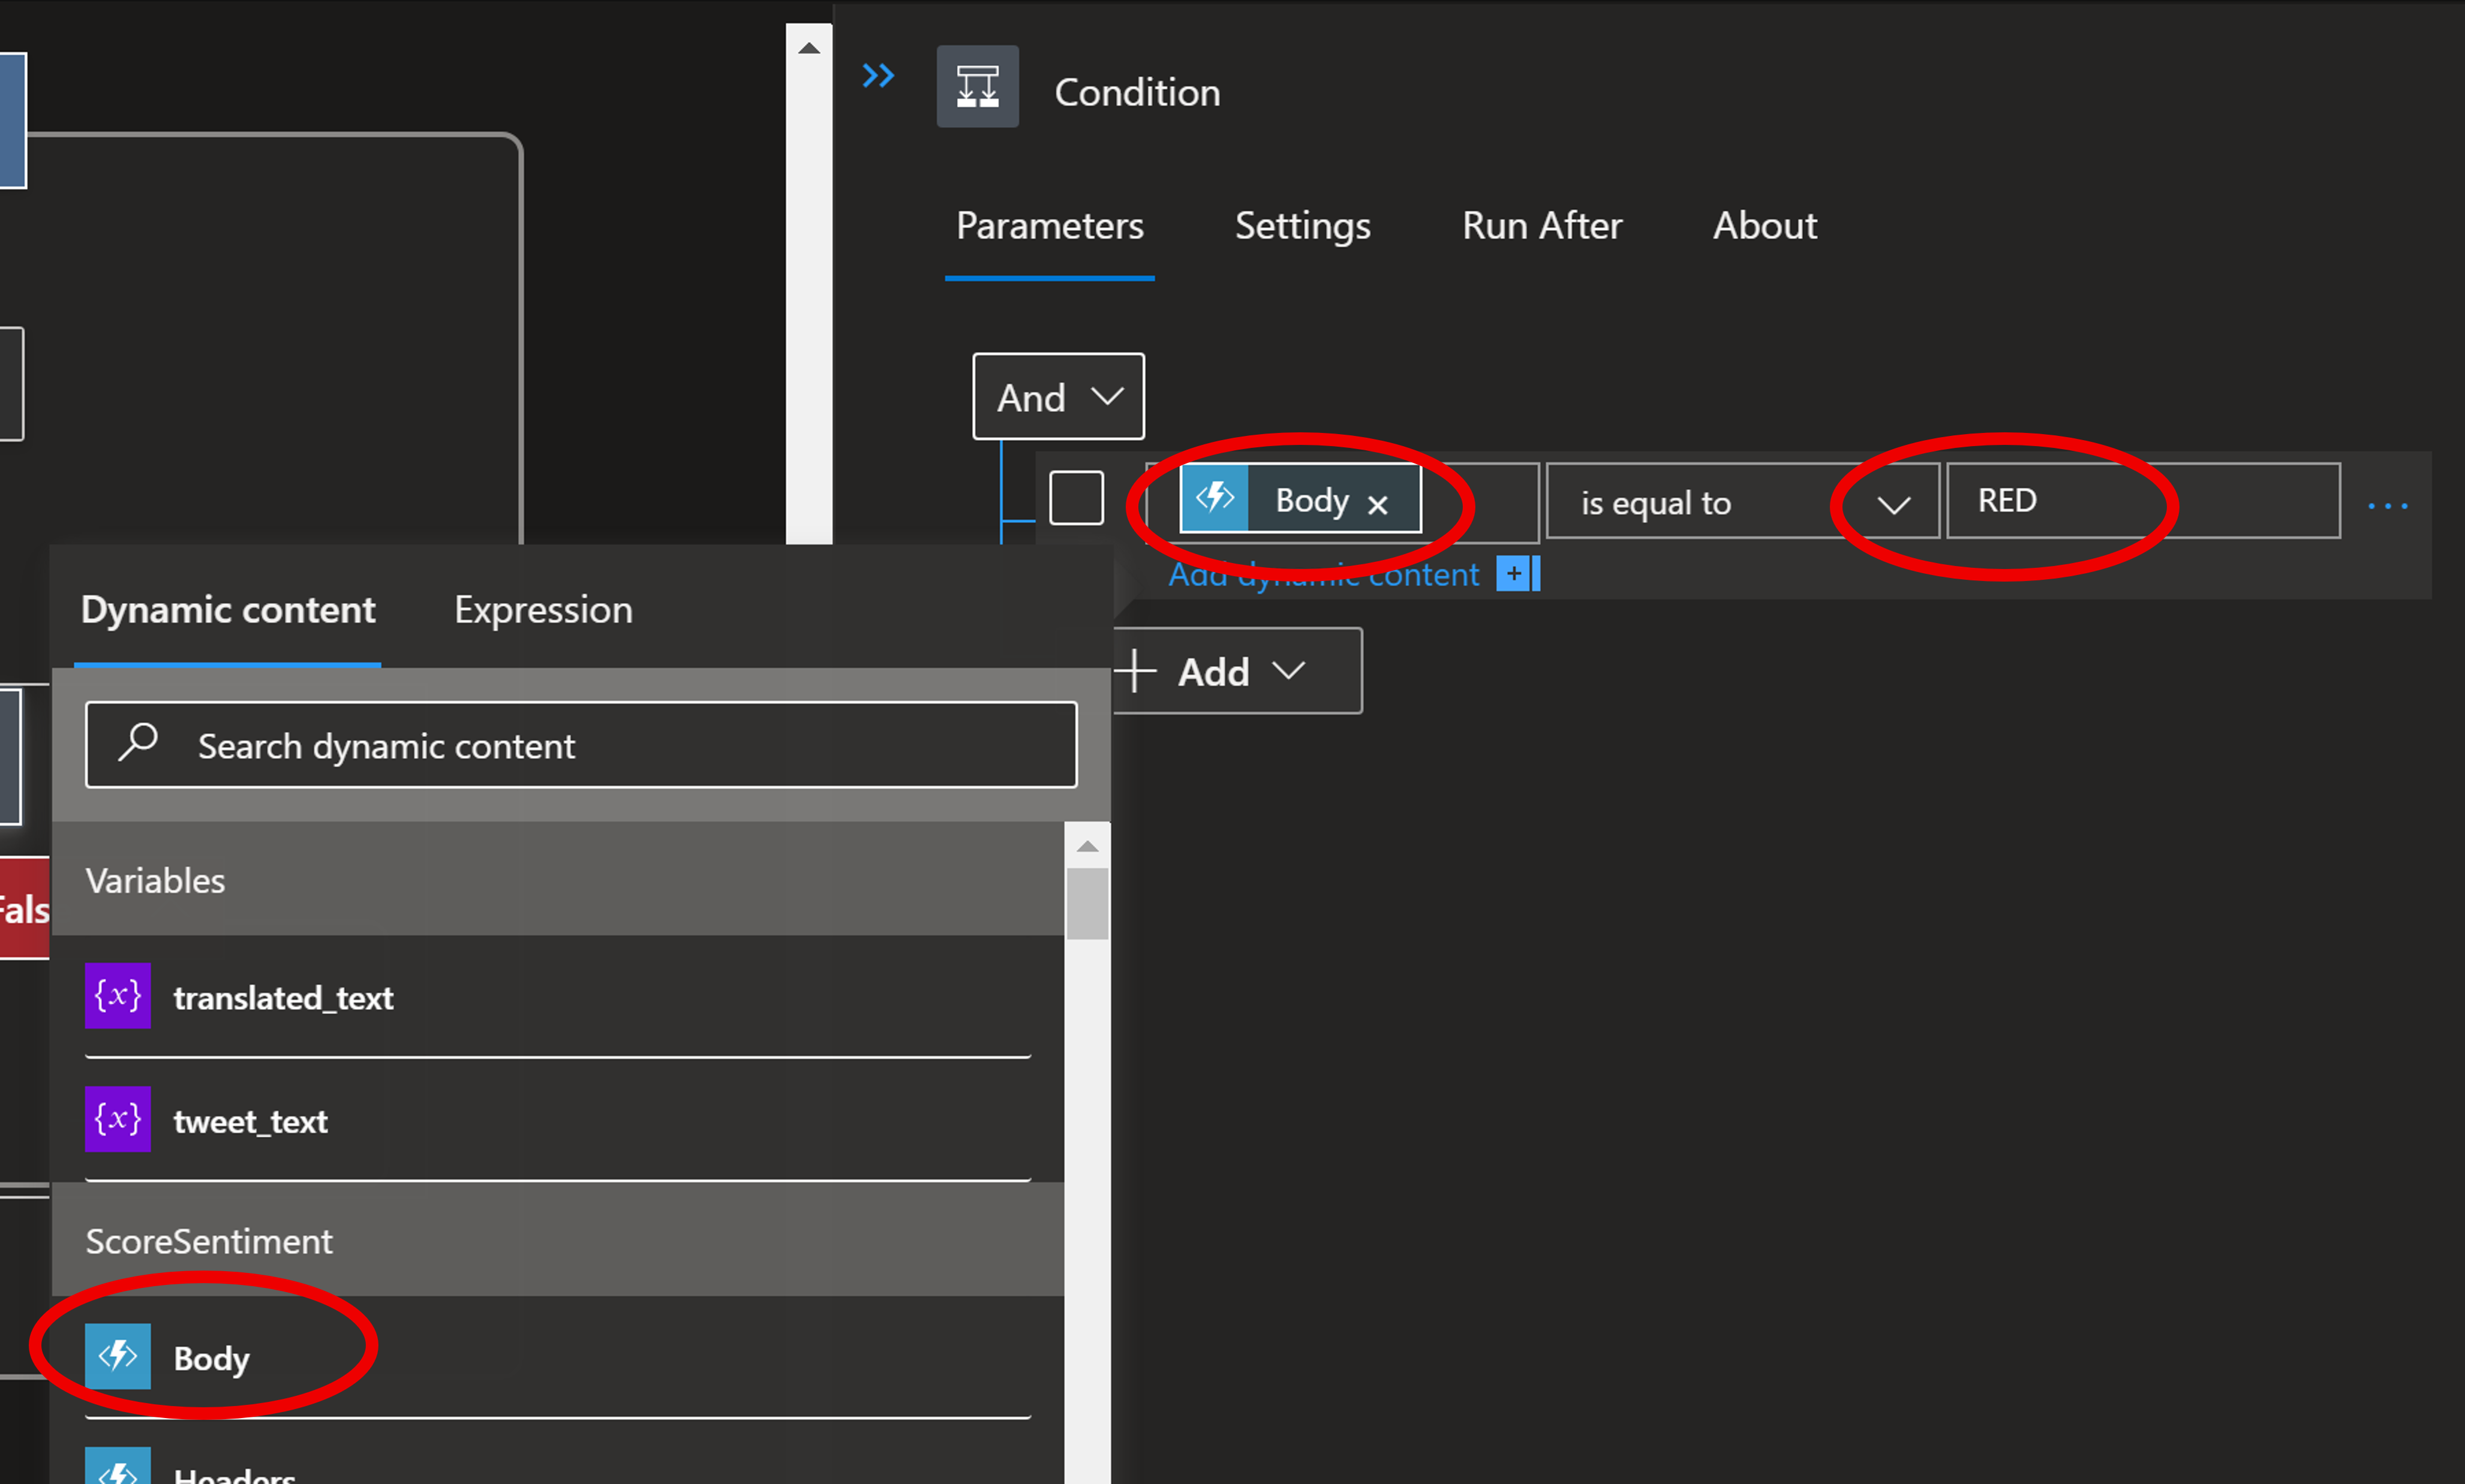 Condition
Parameters Settings Run After About
And
Body × is equal to RED ...
Add dynamic content
Dynamic content Expression
+ Add
Search dynamic content
Variables
Fals
{x} translated_text
{x} tweet_text
ScoreSentiment
Body
Headers